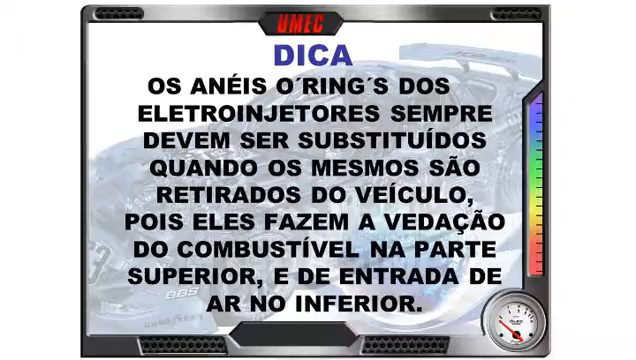 UMEC
DICA
OS ANÉIS O´RING´S DOS
ELETROINJETORES SEMPRE
DEVEM SER SUBSTITUÍDOS
QUANDO OS MESMOS SÃO
RETIRADOS DO VEÍCULO,
POIS ELES FAZEM A VEDAÇÃO
DO COMBUSTÍVEL NA PARTE
SUPERIOR, E DE ENTRADA DE
AR NO INFERIOR.
BBS